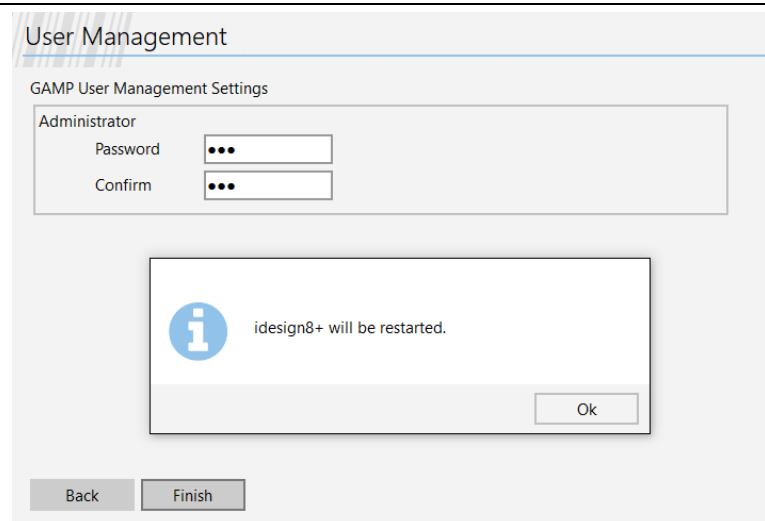 User Management
GAMP User Management Settings
Administrator
Password •••
Confirm •••
idesign8+ will be restarted.
Ok
Back Finish